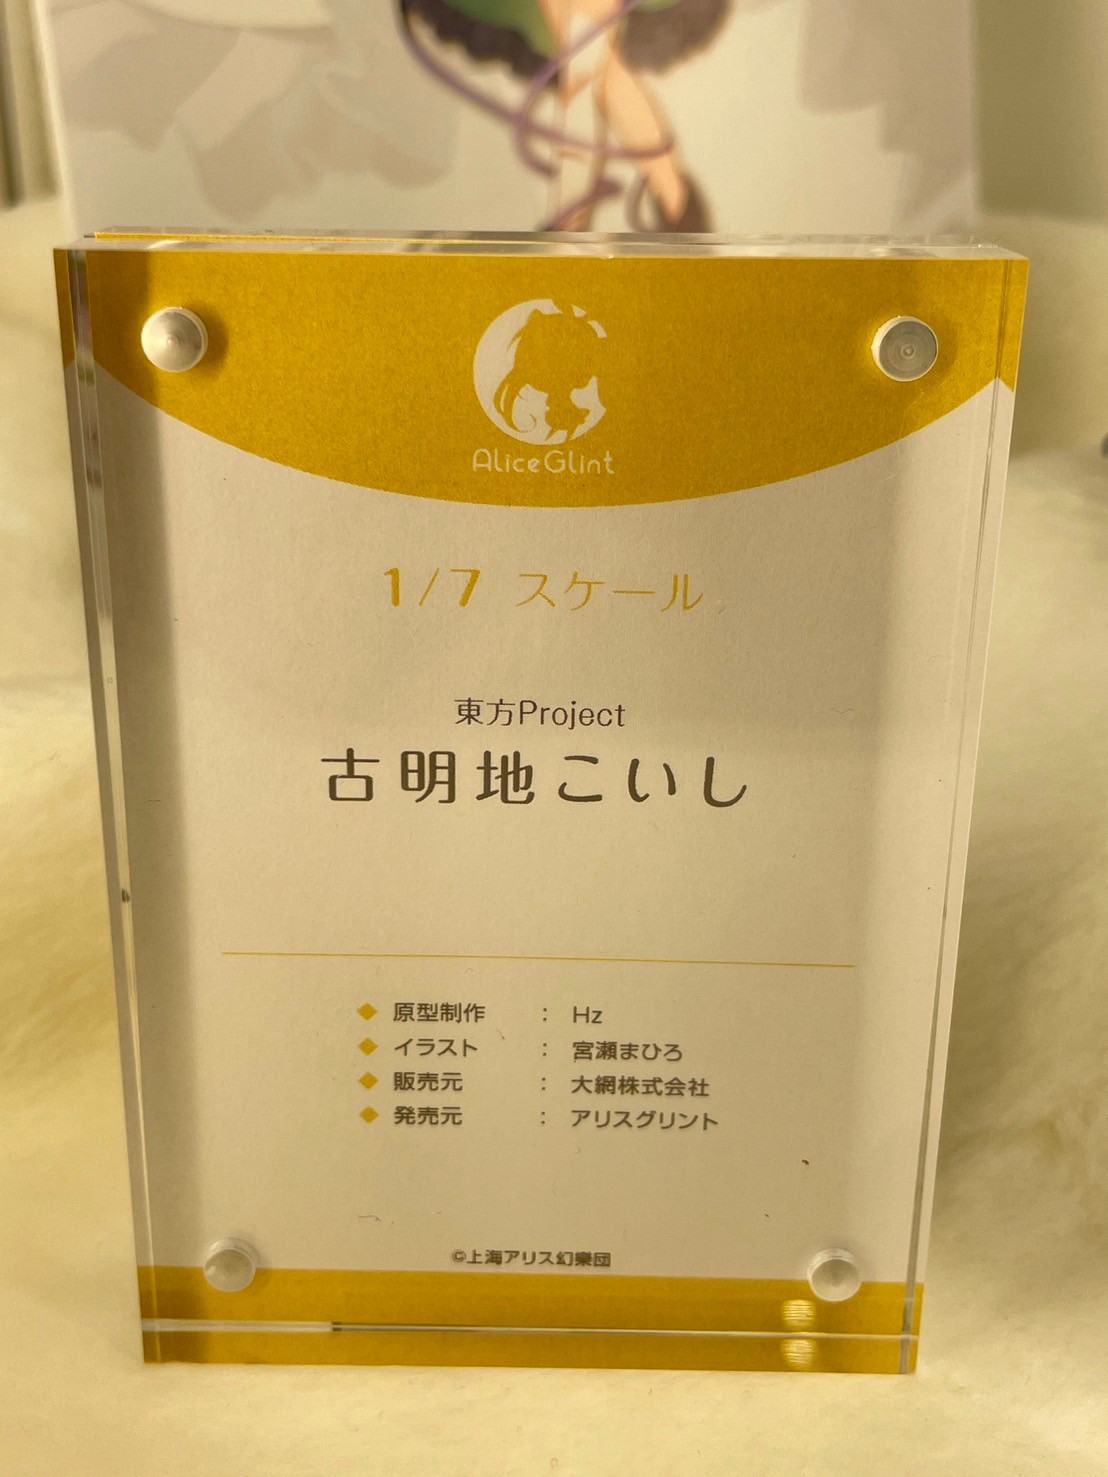 AliceGlint
1/7 スケール
東方Project
古明地こいし
◆ 原型制作 : Hz
◆ イラスト : 宮瀬まひろ
◆ 販売元 : 大網株式会社
◆ 発売元 : アリスグリント
©上海アリス幻樂団